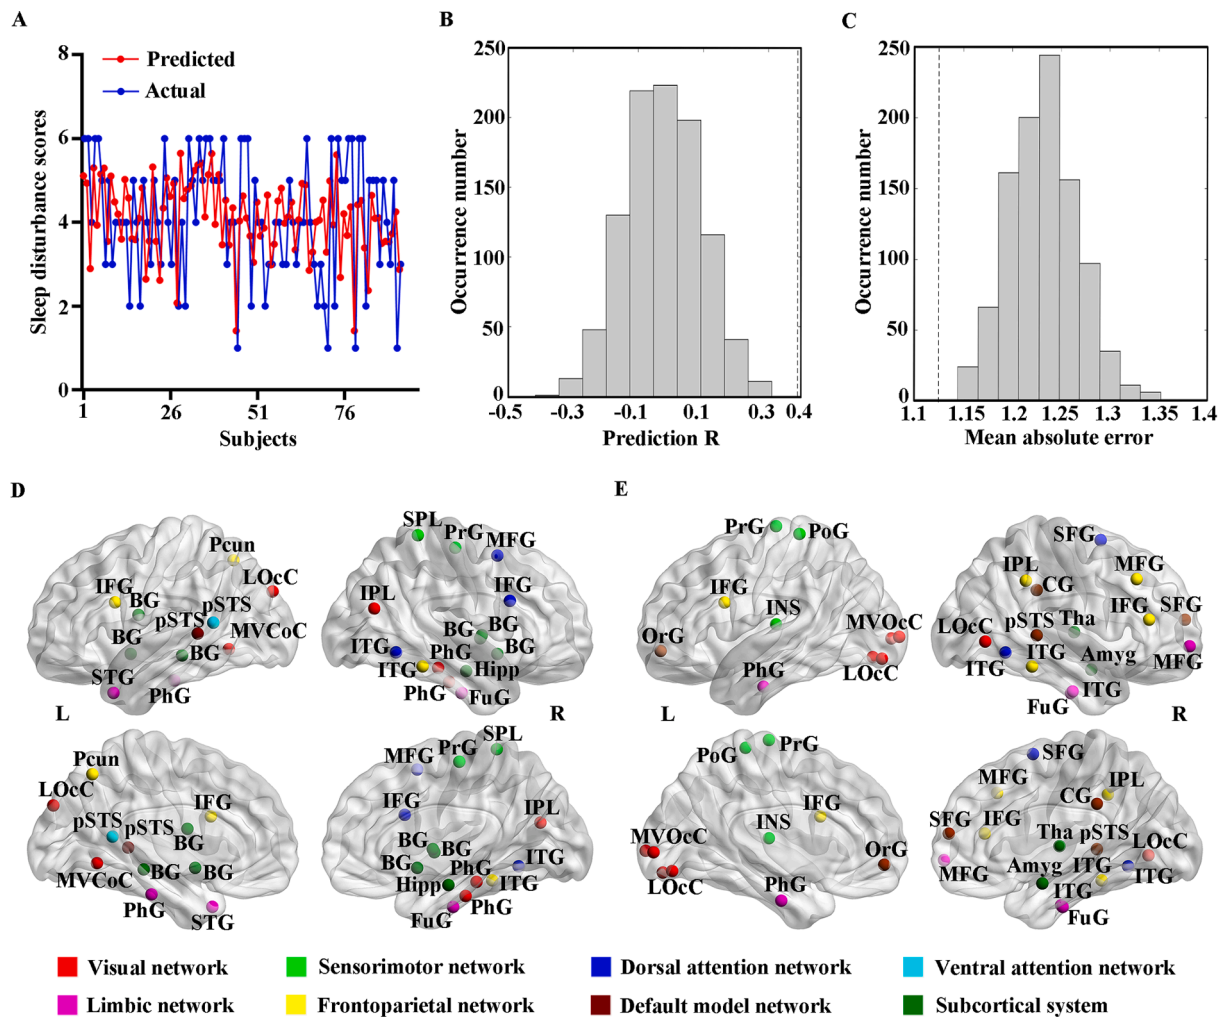 A
B
C
8
6
4
2
0
Sleep disturbance scores
Predicted
Actual
1
26
51
76
Subjects
250
200
150
100
50
0
Occurrence number
-0.5
-0.3
-0.1
0.1
0.3
0.4
Prediction R
250
200
150
100
50
0
Occurrence number
1.1
1.15
1.2
1.25
1.3
1.35
1.4
Mean absolute error
D
E
Pcun
LOcC
IFG
BG
pSTS
pSTS
MVCoC
BG
BG
STG
PhG
SPL
PrG
MFG
IPL
IFG
BG
BG
ITG
PhG
ITG
Hipp
PhG
FuG
PrG
PoG
IFG
INS
MVOcC
OrG
LOcC
PhG
SFG
IPL
MFG
CG
SFG
IFG
LOcC
pSTS
Tha
ITG
ITG
Amyg
MFG
FuG
ITG
L
R
L
R
Pcun
LOcC
IFG
pSTS
pSTS
BG
MVCoC
BG
BG
PhG
STG
SPL
PrG
MFG
IFG
IPL
BG
BG
PhG
ITG
Hipp
ITG
PhG
FuG
PoG
PrG
IFG
MVOcC
INS
OrG
LOcC
PhG
SFG
MFG
IPL
CG
SFG
IFG
Tha
pSTS
LOcC
MFG
Amyg
ITG
ITG
ITG
FuG
Visual network
Sensorimotor network
Dorsal attention network
Ventral attention network
Limbic network
Frontoparietal network
Default model network
Subcortical system